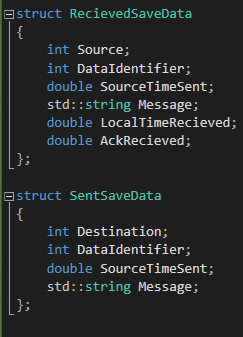 struct RecievedSaveData
{
int Source;
int DataIdentifier;
double SourceTimeSent;
std::string Message;
double LocalTimeRecieved;
double AckRecieved;
};
struct SentSaveData
{
int Destination;
int DataIdentifier;
double SourceTimeSent;
std::string Message;
};